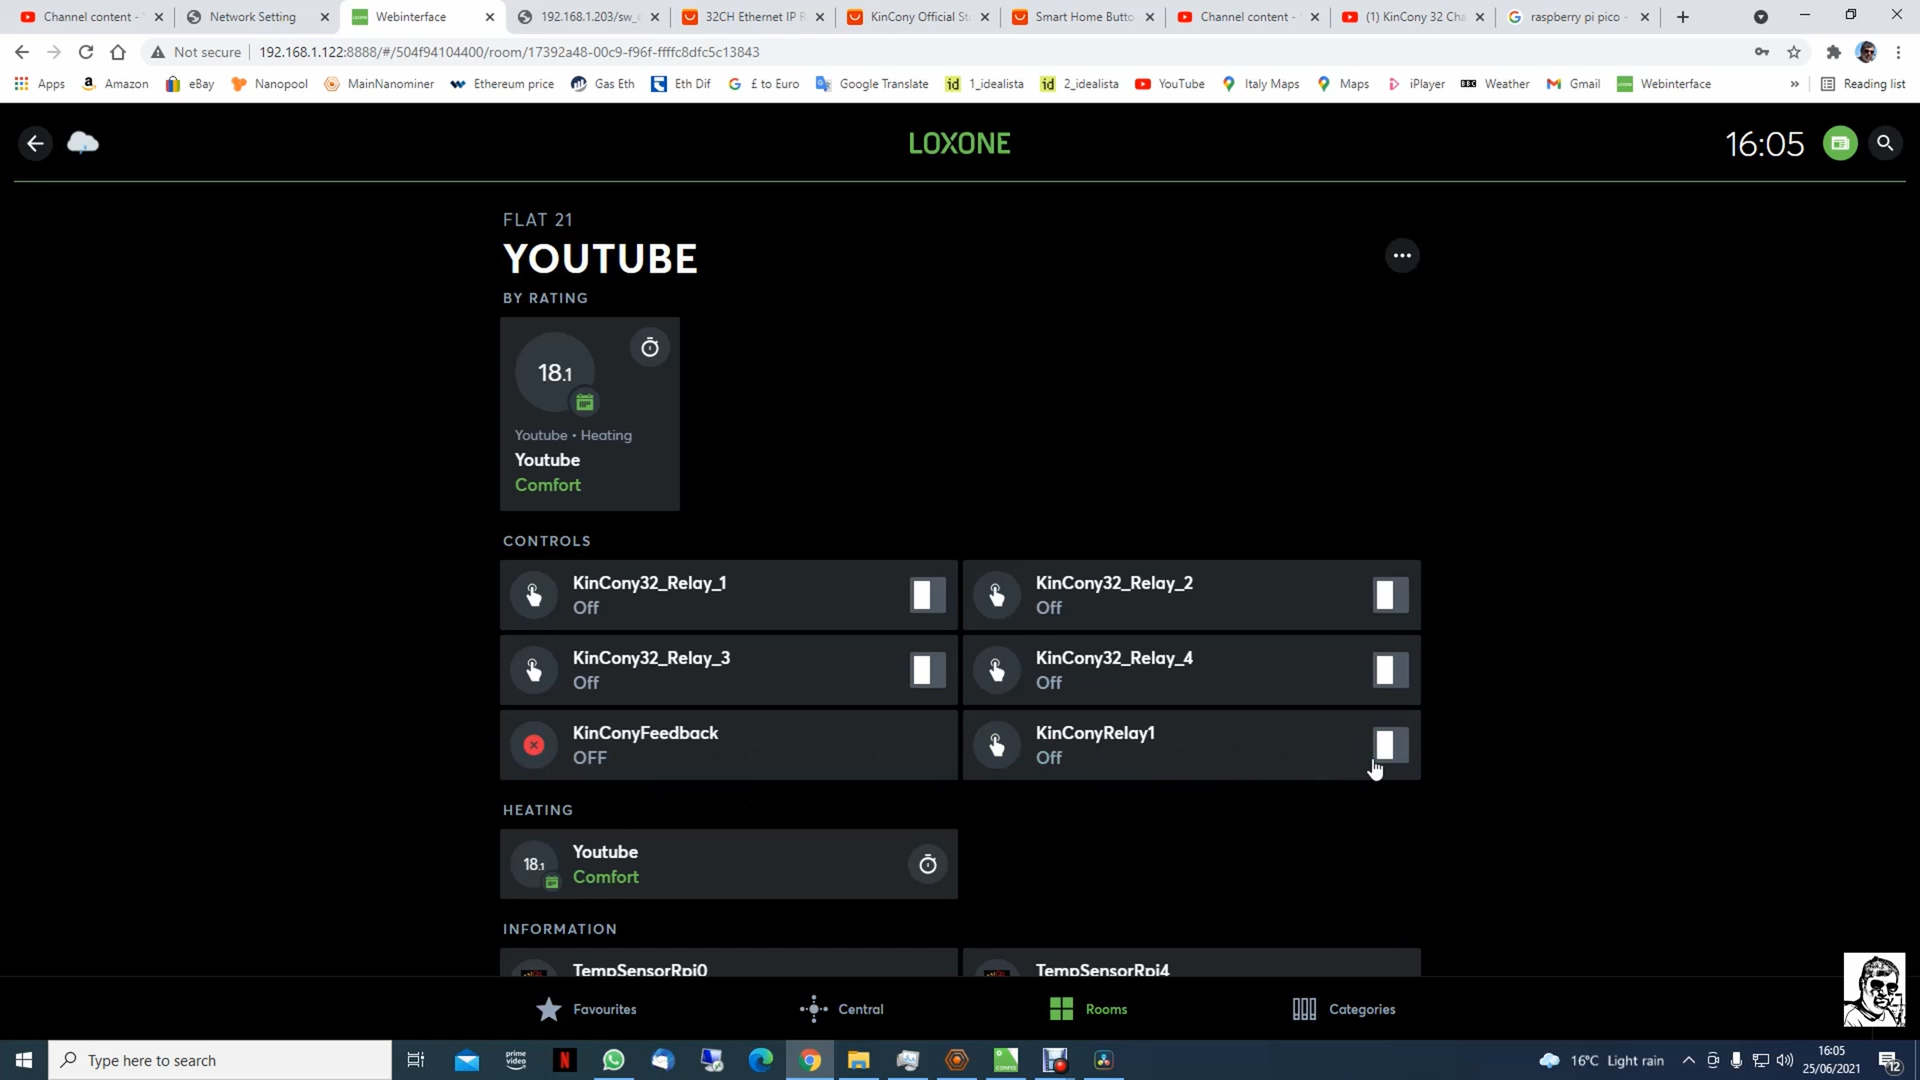 Channel content -
Network Setting
Webinterface
192.168.1.203/sw_
32CH Ethernet IP R
KinCony Official St
Smart Home Butto
Channel content -
(1) KinCony 32 Cha
raspberry pi pico -
Not secure
192.168.1.122:8888/#/504f94104400/room/17392a48-00c9-f96f-ffffc8dfc5c13843
Apps
Amazon
eBay
Nanopool
MainNanominer
Ethereum price
Gas Eth
Eth Dif
£ to Euro
Google Translate
1_idealista
2_idealista
YouTube
Italy Maps
Maps
iPlayer
Weather
Gmail
Webinterface
»
Reading list
LOXONE
16:05
FLAT 21
YOUTUBE
BY RATING
18.1
Youtube • Heating
Youtube
Comfort
CONTROLS
KinCony32_Relay_1
Off
KinCony32_Relay_2
Off
KinCony32_Relay_3
Off
KinCony32_Relay_4
Off
KinConyFeedback
OFF
KinConyRelay1
Off
HEATING
18.1
Youtube
Comfort
INFORMATION
TempSensorRpi0
TempSensorRpi4
Favourites
Central
Rooms
Categories
Type here to search
prime
video
N
CONFIG
16°C Light rain
16:05
25/06/2021
12